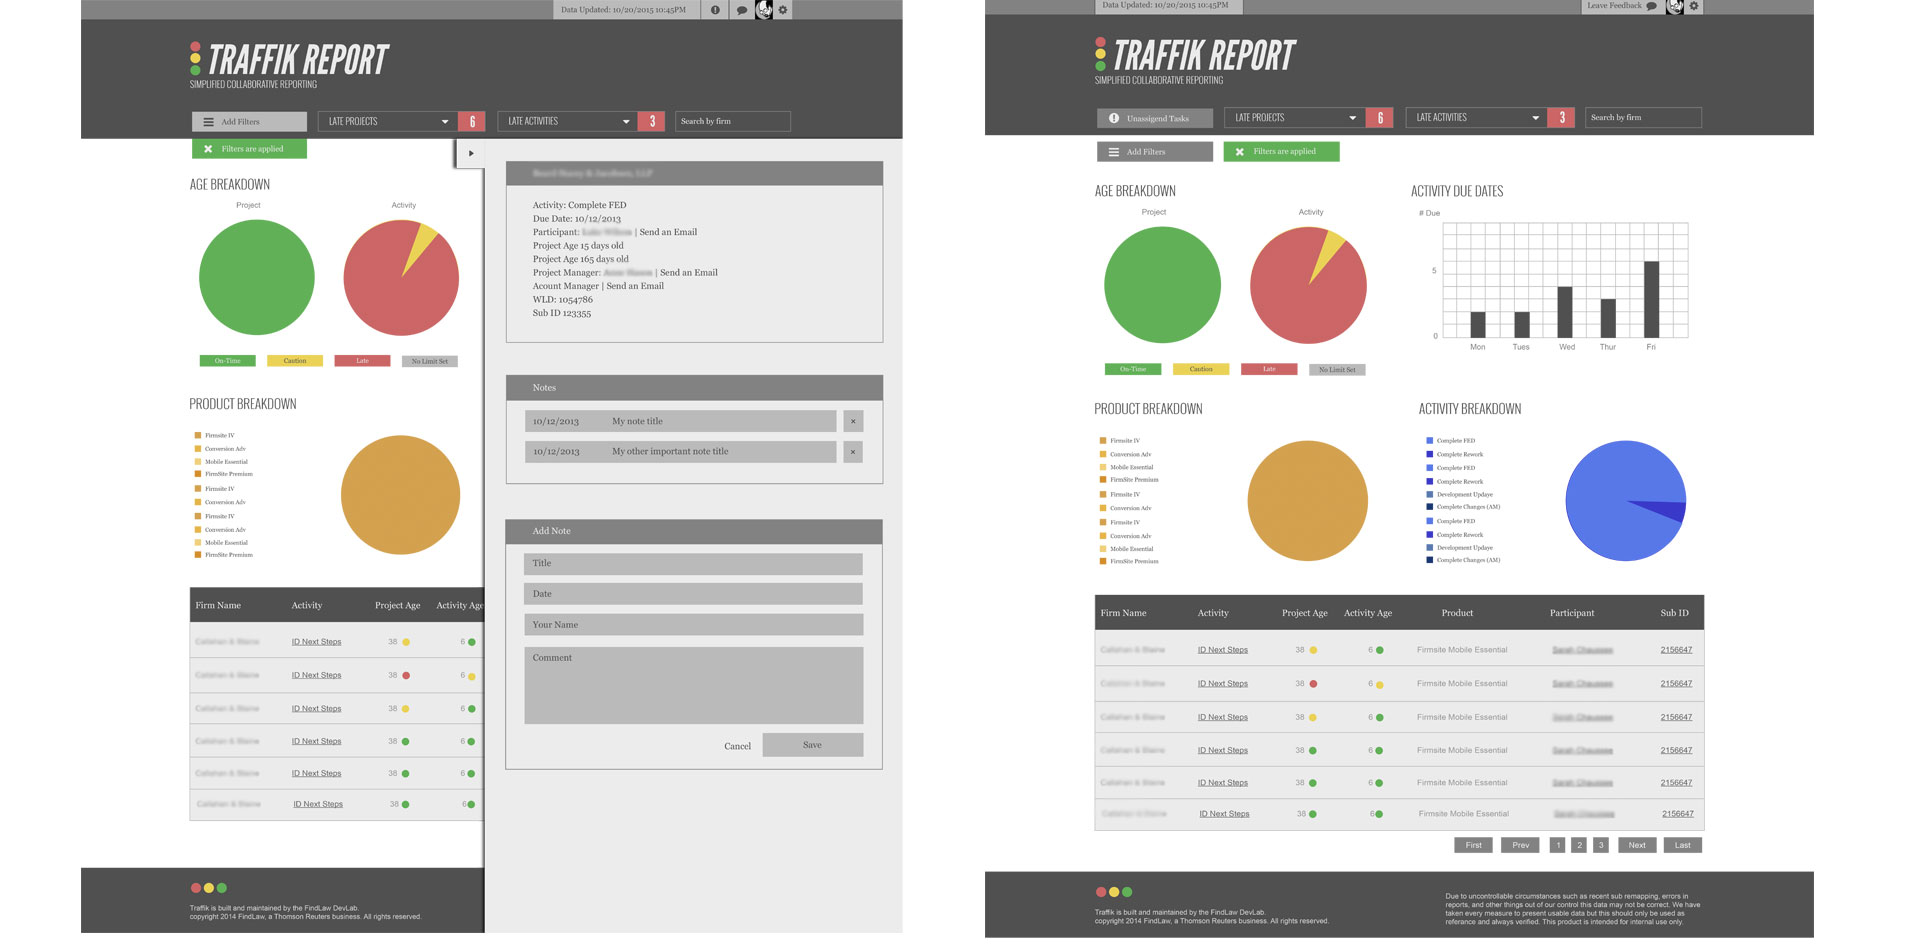 Data Updated: 10/20/2015 10:45PM
TRAFFIK REPORT
SIMPLIFIED COLLABORATIVE REPORTING
Add Filters
LATE PROJECTS
6
LATE ACTIVITIES
3
Search by firm
Filters are applied
AGE BREAKDOWN
Project
Activity
On-Time
Caution
Late
No Limit Set
PRODUCT BREAKDOWN
Firmsite IV
Conversion Adv
Mobile Essential
FirmSite Premium
Firmsite IV
Conversion Adv
Firmsite IV
Conversion Adv
Mobile Essential
FirmSite Premium
Firm Name Activity Project Age Activity Age
ID Next Steps 38 6
ID Next Steps 38 6
ID Next Steps 38 6
ID Next Steps 38 6
ID Next Steps 38 6
ID Next Steps 38 6
Traffik is built and maintained by the FindLaw DevLab.
copyright 2014 FindLaw, a Thomson Reuters business. All rights reserved.
Activity: Complete FED
Due Date: 10/12/2013
Participant: | Send an Email
Project Age 15 days old
Project Age 165 days old
Project Manager: | Send an Email
Acount Manager | Send an Email
WLD: 1054786
Sub ID 123355
Notes
10/12/2013 My note title ×
10/12/2013 My other important note title ×
Add Note
Title
Date
Your Name
Comment
Cancel
Save
Data Updated: 10/20/2015 10:45PM
Leave Feedback
TRAFFIK REPORT
SIMPLIFIED COLLABORATIVE REPORTING
Unassigend Tasks
LATE PROJECTS
6
LATE ACTIVITIES
3
Search by firm
Add Filters
Filters are applied
AGE BREAKDOWN
Project
Activity
On-Time
Caution
Late
No Limit Set
ACTIVITY DUE DATES
# Due
5
0
Mon Tues Wed Thur Fri
PRODUCT BREAKDOWN
Firmsite IV
Conversion Adv
Mobile Essential
FirmSite Premium
Firmsite IV
Conversion Adv
Firmsite IV
Conversion Adv
Mobile Essential
FirmSite Premium
ACTIVITY BREAKDOWN
Complete FED
Complete Rework
Complete FED
Complete Rework
Development Updaye
Complete Changes (AM)
Complete FED
Complete Rework
Development Updaye
Complete Changes (AM)
Firm Name Activity Project Age Activity Age Product Participant Sub ID
ID Next Steps 38 6 Firmsite Mobile Essential 2156647
ID Next Steps 38 6 Firmsite Mobile Essential 2156647
ID Next Steps 38 6 Firmsite Mobile Essential 2156647
ID Next Steps 38 6 Firmsite Mobile Essential 2156647
ID Next Steps 38 6 Firmsite Mobile Essential 2156647
ID Next Steps 38 6 Firmsite Mobile Essential 2156647
First Prev 1 2 3 Next Last
Traffik is built and maintained by the FindLaw DevLab.
copyright 2014 FindLaw, a Thomson Reuters business. All rights reserved.
Due to uncontrollable circumstances such as recent sub remapping, errors in
reports, and other things out of our control this data may not be correct. We have
taken every measure to present usable data but this should only be used as
referance and always verified. This product is intended for internal use only.